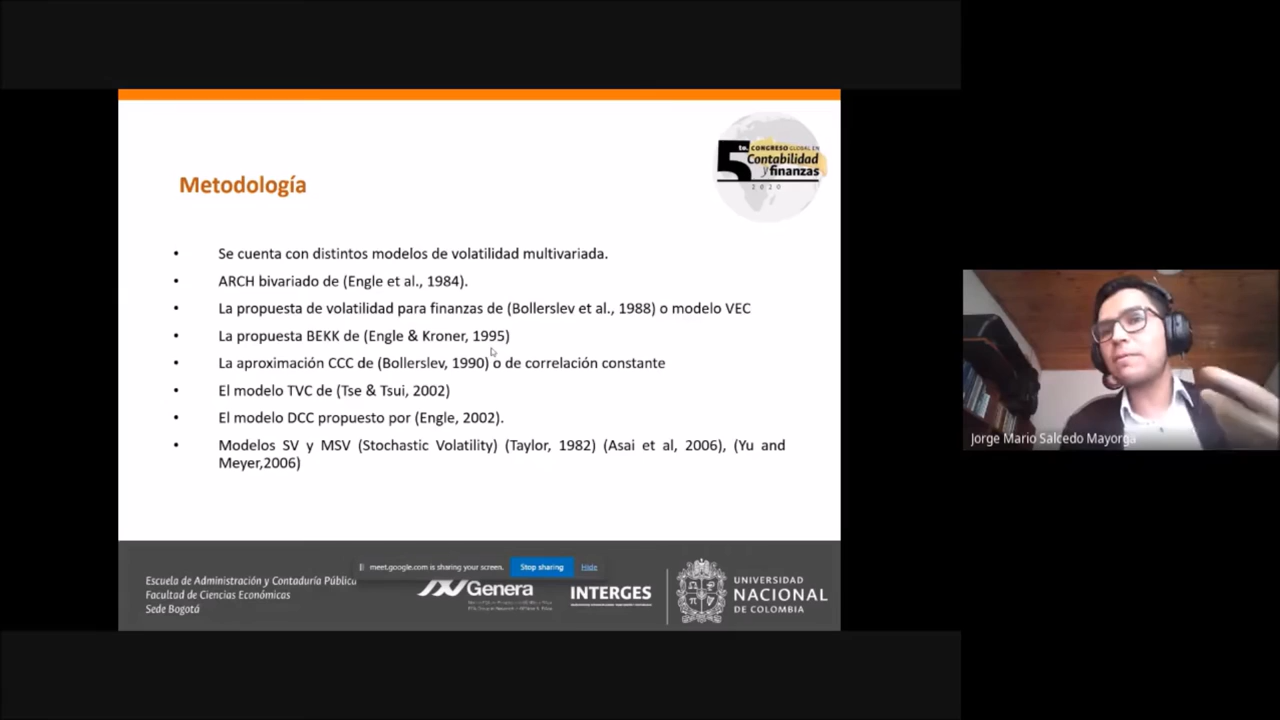 5to. CONGRESO GLOBAL EN
Contabilidad
y finanzas
2020
Metodología
• Se cuenta con distintos modelos de volatilidad multivariada.
• ARCH bivariado de (Engle et al., 1984).
• La propuesta de volatilidad para finanzas de (Bollerslev et al., 1988) o modelo VEC
• La propuesta BEKK de (Engle & Kroner, 1995)
• La aproximación CCC de (Bollerslev, 1990) o de correlación constante
• El modelo TVC de (Tse & Tsui, 2002)
• El modelo DCC propuesto por (Engle, 2002).
• Modelos SV y MSV (Stochastic Volatility) (Taylor, 1982) (Asai et al, 2006), (Yu and
Meyer,2006)
Jorge Mario Salcedo Mayorga
meet.google.com is sharing your screen. Stop sharing Hide
Escuela de Administración y Contaduría Pública
Facultad de Ciencias Económicas
Sede Bogotá
Genera
INTERGES
UNIVERSIDAD
NACIONAL
DE COLOMBIA